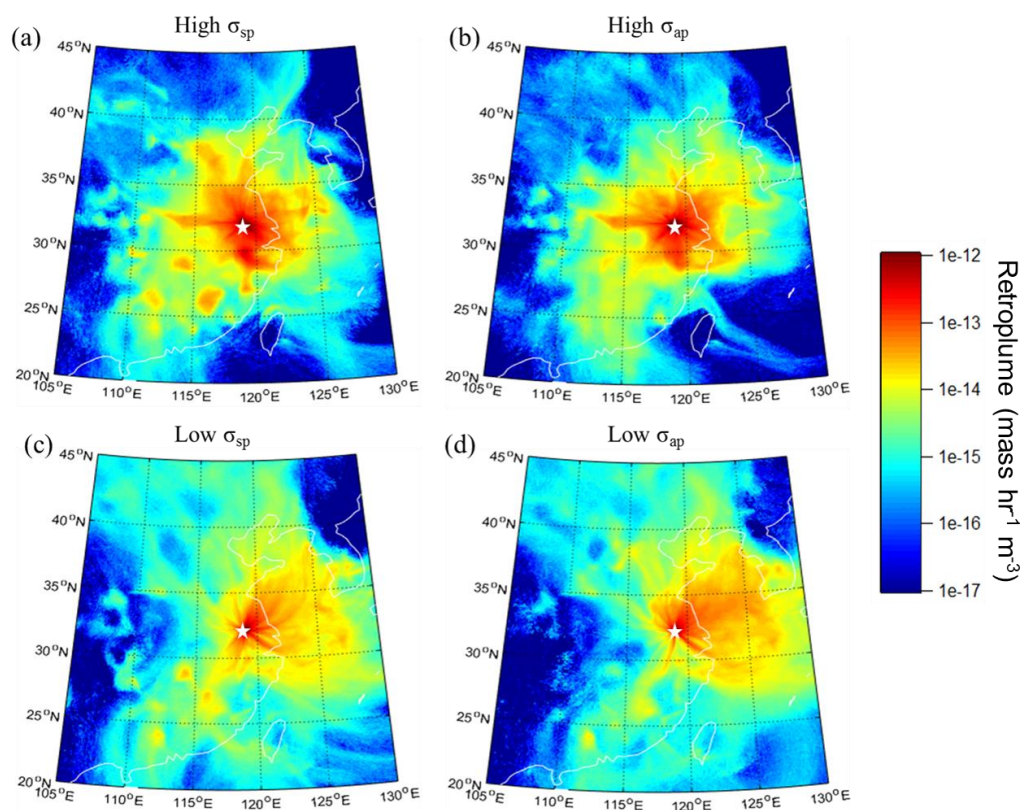 (a) High σsp
45°N
40°N
35°N
30°N
25°N
20°N
105°E 110°E 115°E 120°E 125°E 130°E
(b) High σap
45°N
40°N
35°N
30°N
25°N
20°N
105°E 110°E 115°E 120°E 125°E 130°E
(c) Low σsp
45°N
40°N
35°N
30°N
25°N
20°N
105°E 110°E 115°E 120°E 125°E 130°E
(d) Low σap
45°N
40°N
35°N
30°N
25°N
20°N
105°E 110°E 115°E 120°E 125°E 130°E
1e-12
1e-13
1e-14
1e-15
1e-16
1e-17
Retroplume (mass hr⁻¹ m⁻³)